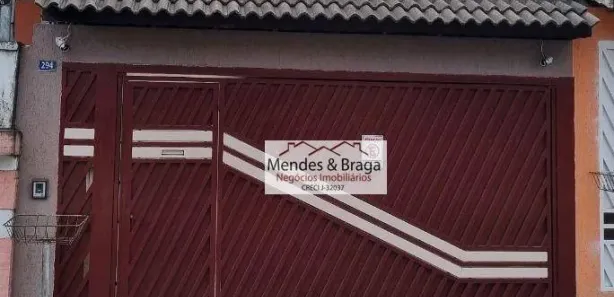 294
Mendes & Braga
Negócios Imobiliários
CRECI J-32037